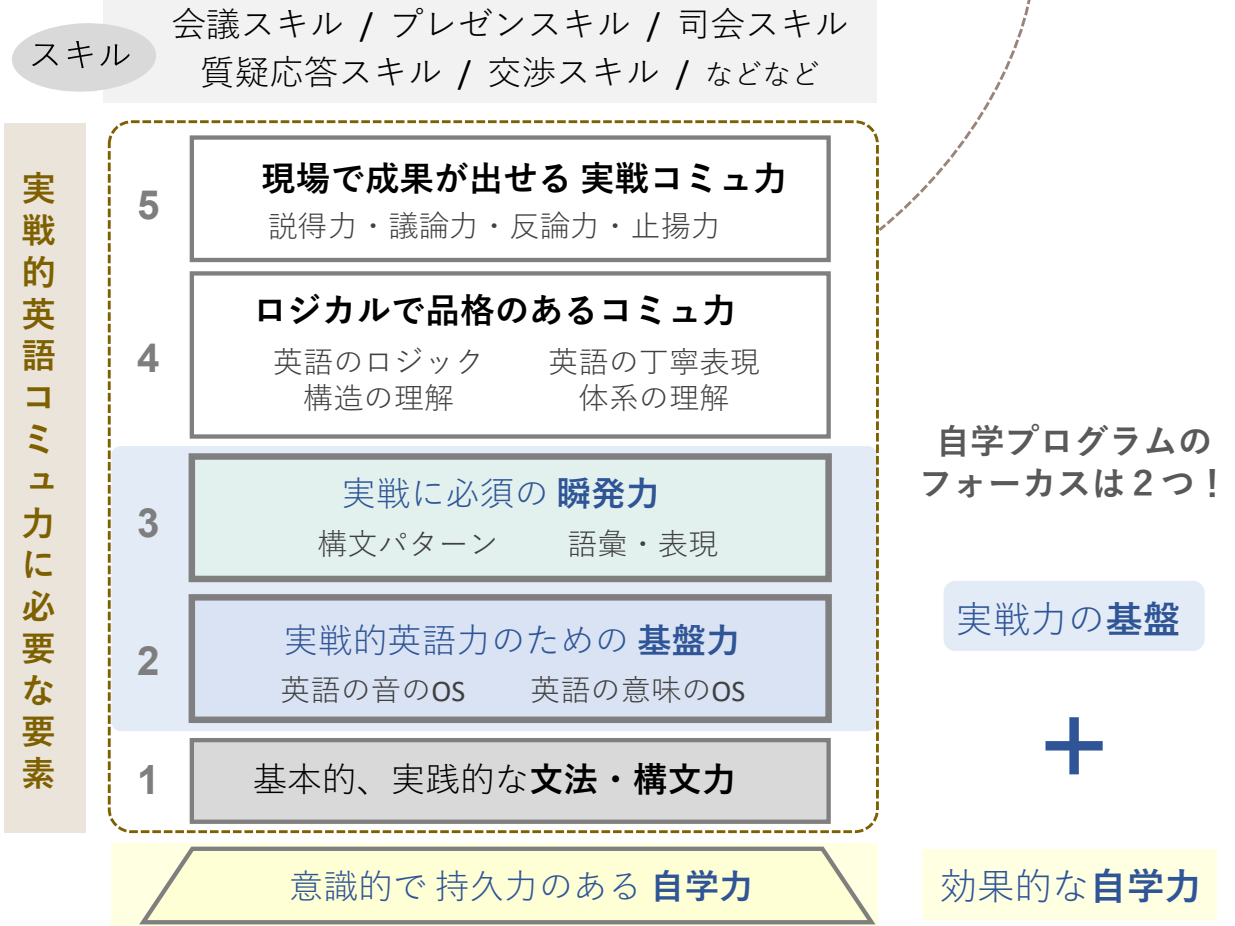 スキル
会議スキル / プレゼンスキル / 司会スキル
質疑応答スキル / 交渉スキル / などなど
実戦的英語コミュ力に必要な要素
5
現場で成果が出せる 実戦コミュ力
説得力・議論力・反論力・止揚力
4
ロジカルで品格のあるコミュ力
英語のロジック
構造の理解
英語の丁寧表現
体系の理解
3
実戦に必須の 瞬発力
構文パターン 語彙・表現
2
実戦的英語力のための 基盤力
英語の音のOS 英語の意味のOS
1
基本的、実践的な文法・構文力
意識的で 持久力のある 自学力
自学プログラムの
フォーカスは２つ！
実戦力の基盤
+
効果的な自学力